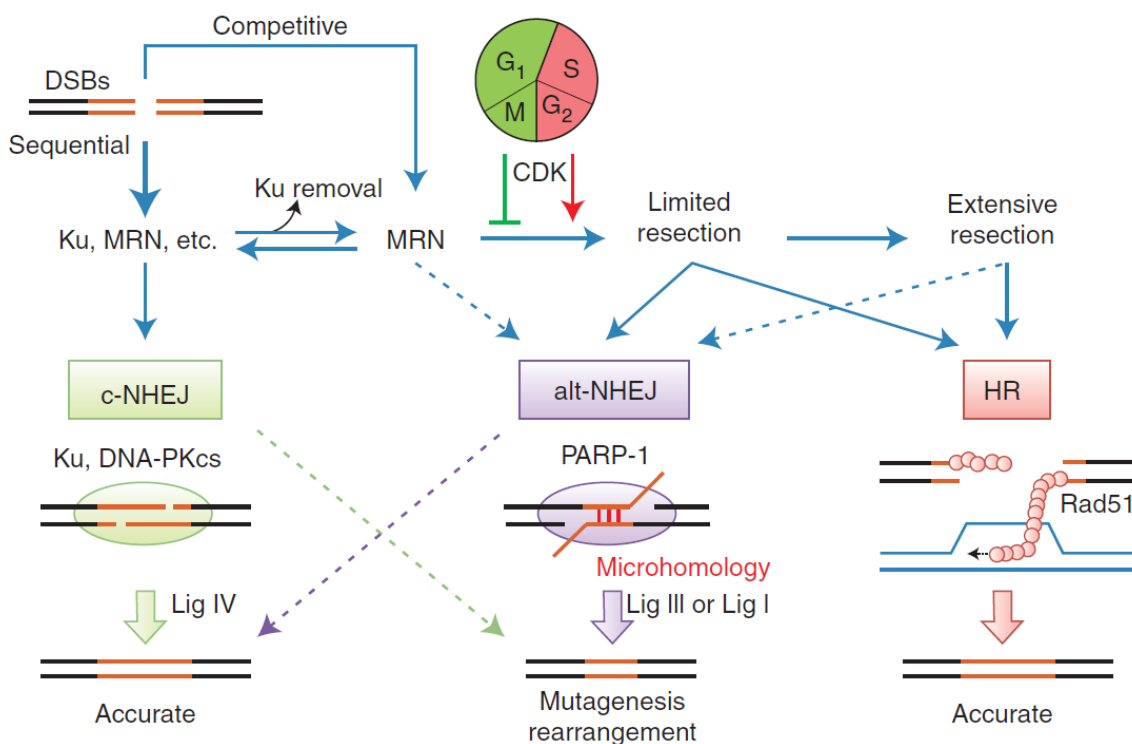 Competitive
DSBs
G1
S
M
G2
Sequential
CDK
Ku removal
Limited
resection
Extensive
resection
Ku, MRN, etc.
MRN
c-NHEJ
alt-NHEJ
HR
Ku, DNA-PKcs
PARP-1
Rad51
Microhomology
Lig IV
Lig III or Lig I
Accurate
Mutagenesis
rearrangement
Accurate